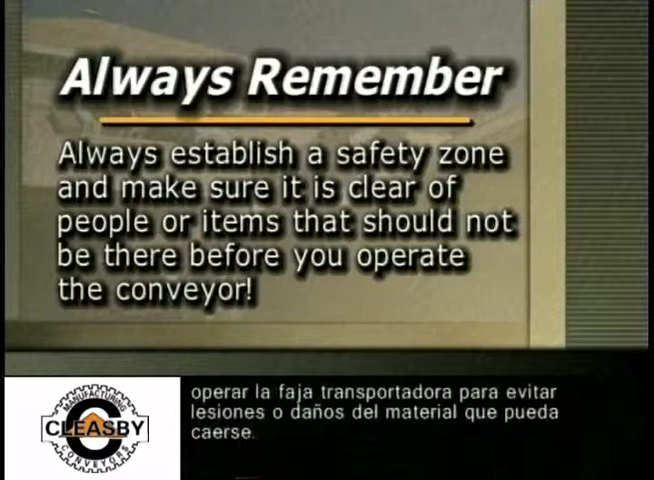 Always Remember
Always establish a safety zone
and make sure it is clear of
people or items that should not
be there before you operate
the conveyor!
MANUFACTURING
CLEASBY
CONVEYORS
operar la faja transportadora para evitar
lesiones o daños del material que pueda
caerse.